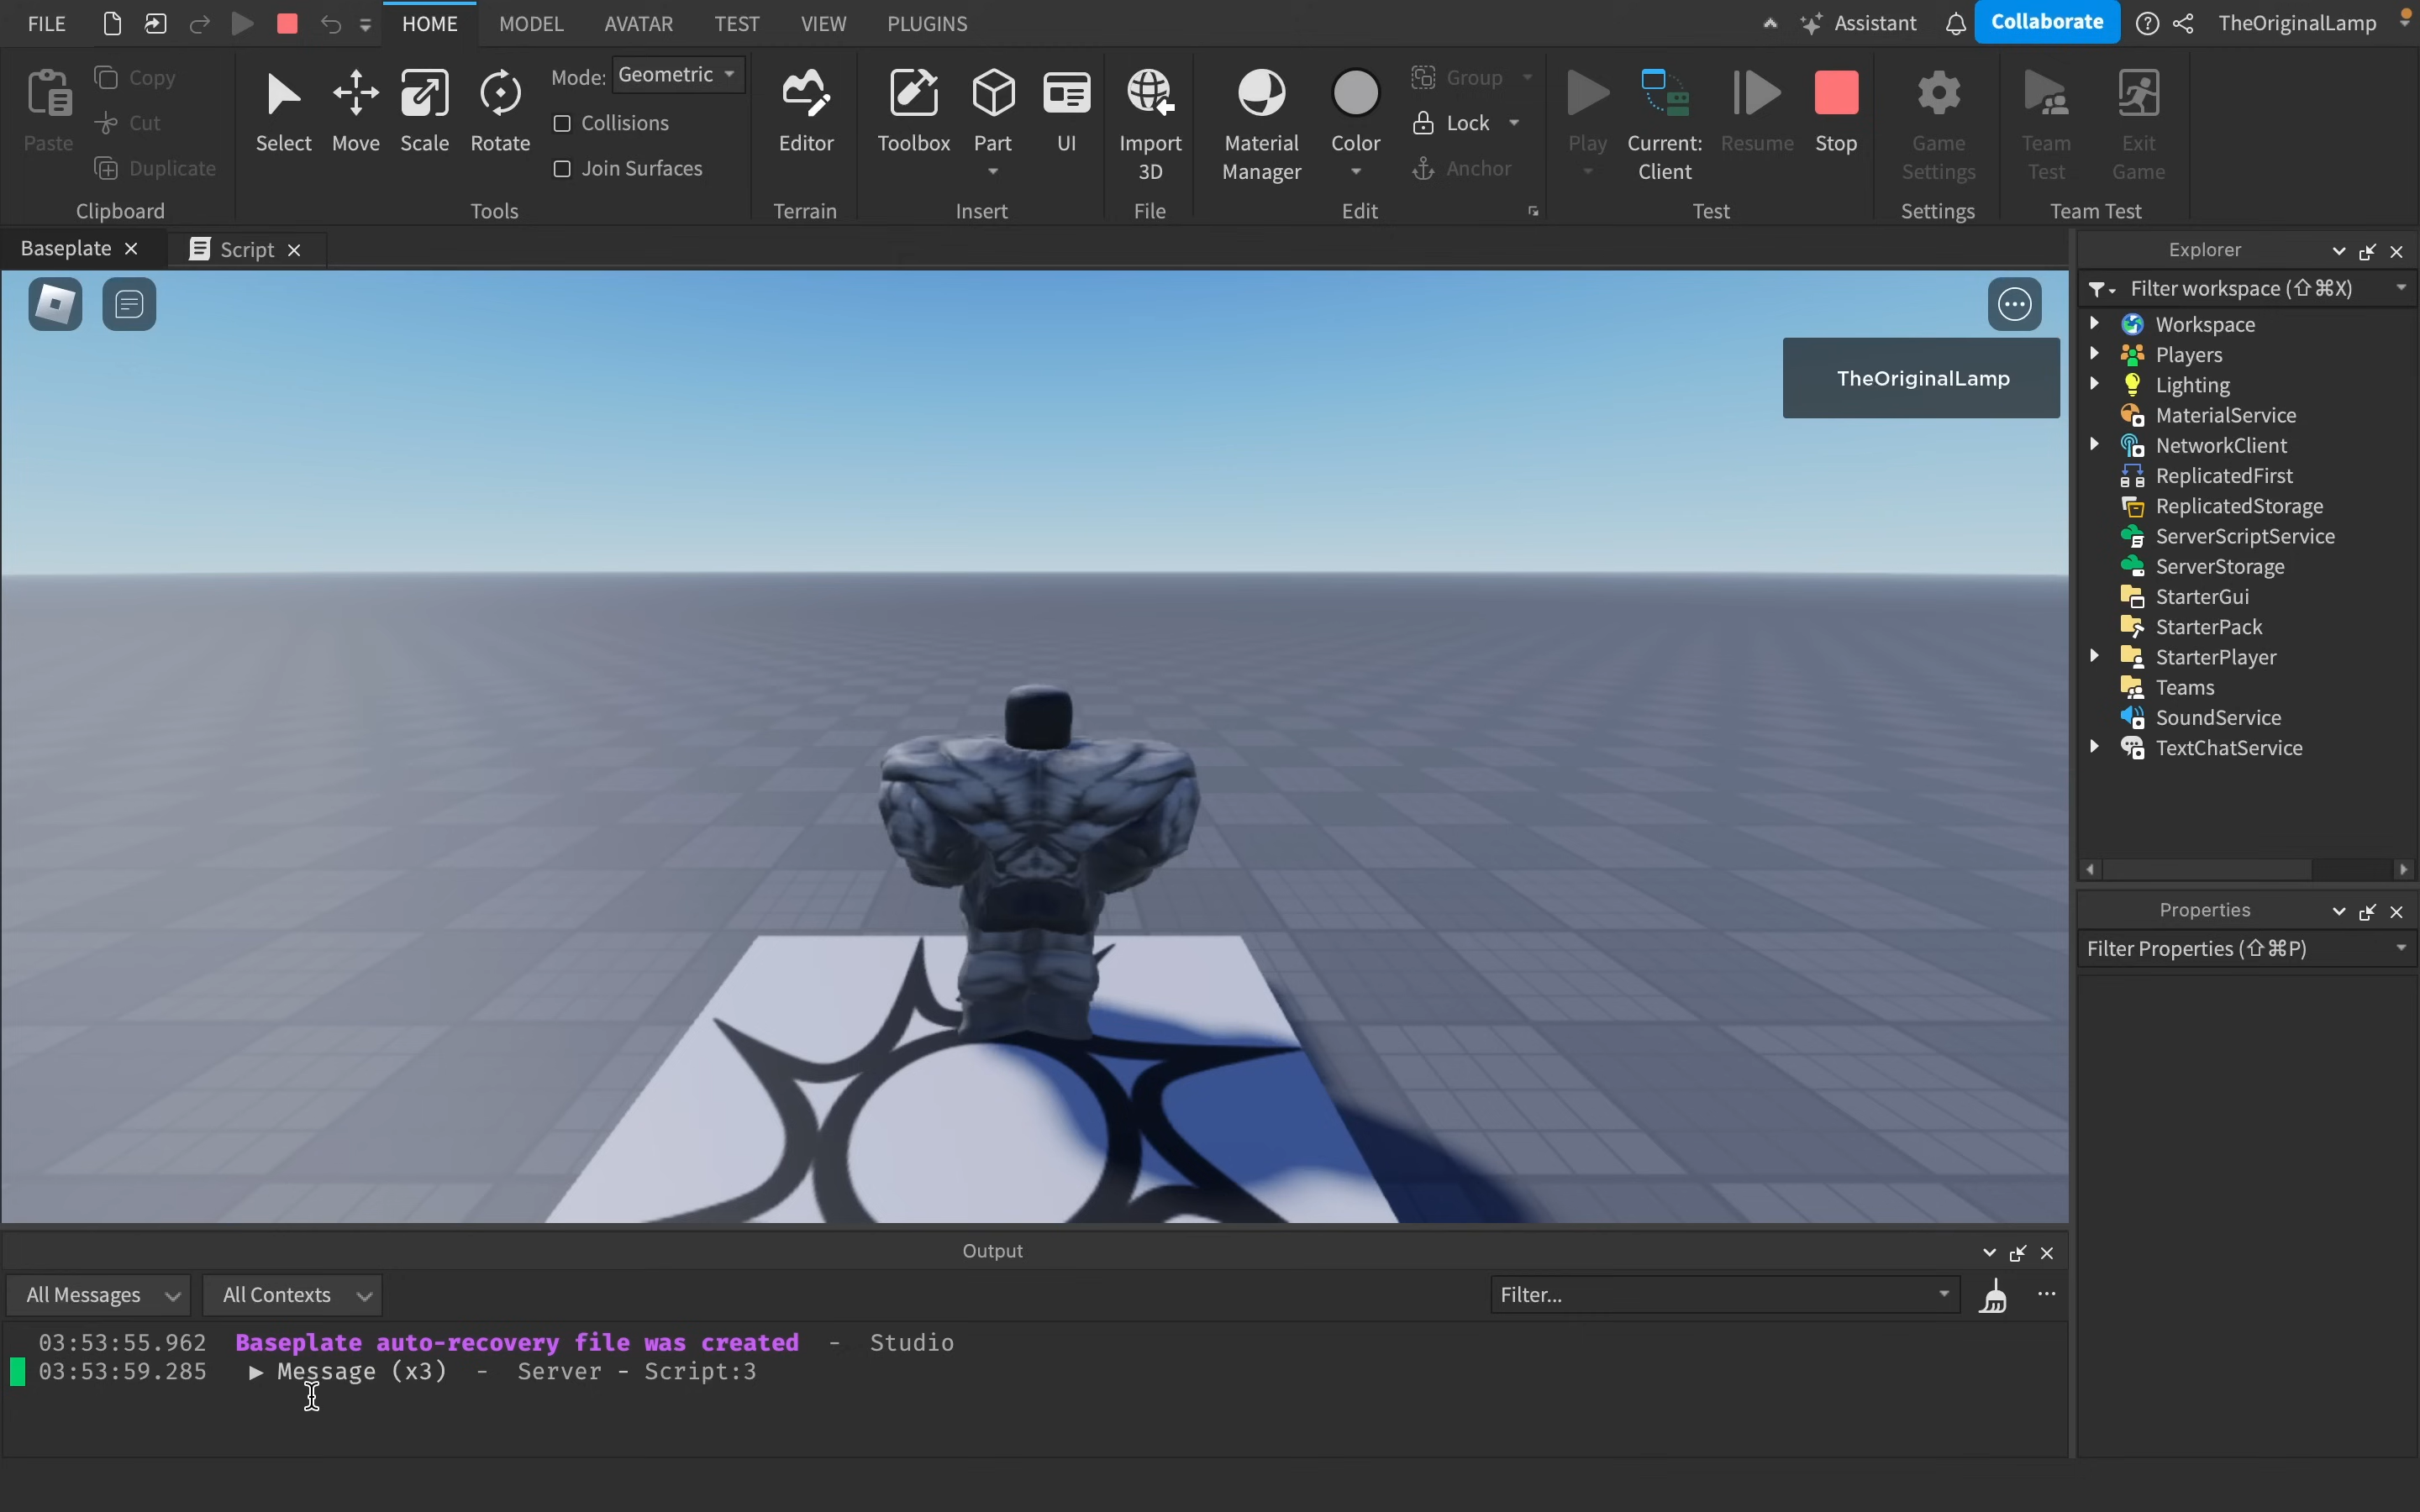 FILE HOME MODEL AVATAR TEST VIEW PLUGINS Assistant Collaborate TheOriginalLamp
Paste
Copy
Cut
Duplicate
Clipboard
Select Move Scale Rotate
Mode: Geometric
Collisions
Join Surfaces
Tools
Editor
Terrain
Toolbox Part UI
Insert
Import
3D
File
Material
Manager
Color
Group
Lock
Anchor
Edit
Play
Current:
Client
Resume
Stop
Test
Game
Settings
Settings
Team
Test
Exit
Game
Team Test
Baseplate Script
TheOriginalLamp
Explorer
Filter workspace (⇧⌘X)
Workspace
Players
Lighting
MaterialService
NetworkClient
ReplicatedFirst
ReplicatedStorage
ServerScriptService
ServerStorage
StarterGui
StarterPack
StarterPlayer
Teams
SoundService
TextChatService
Properties
Filter Properties (⇧⌘P)
Output
All Messages All Contexts Filter...
03:53:55.962 Baseplate auto-recovery file was created - Studio
03:53:59.285 ▶ Message (x3) - Server - Script:3